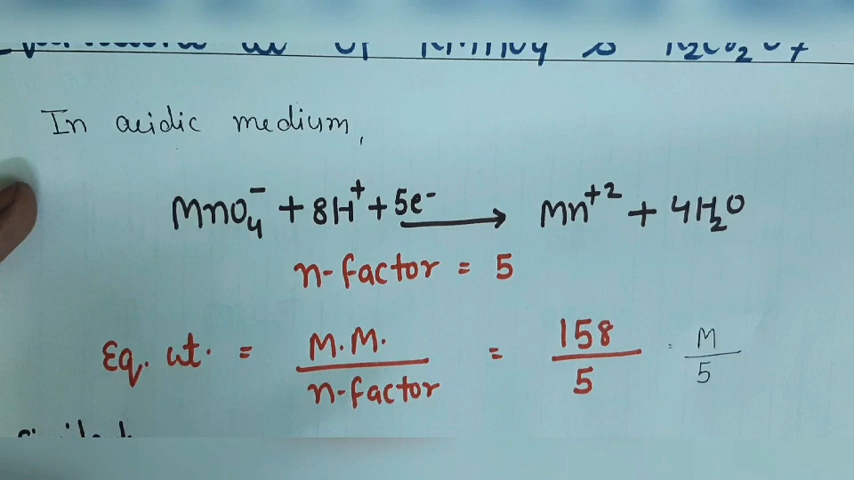 In acidic medium,
MnO₄⁻ + 8H⁺ + 5e⁻ ⟶ Mn⁺² + 4H₂O
n-factor = 5
Eq. wt. = M.M. / n-factor = 158 / 5 = M / 5